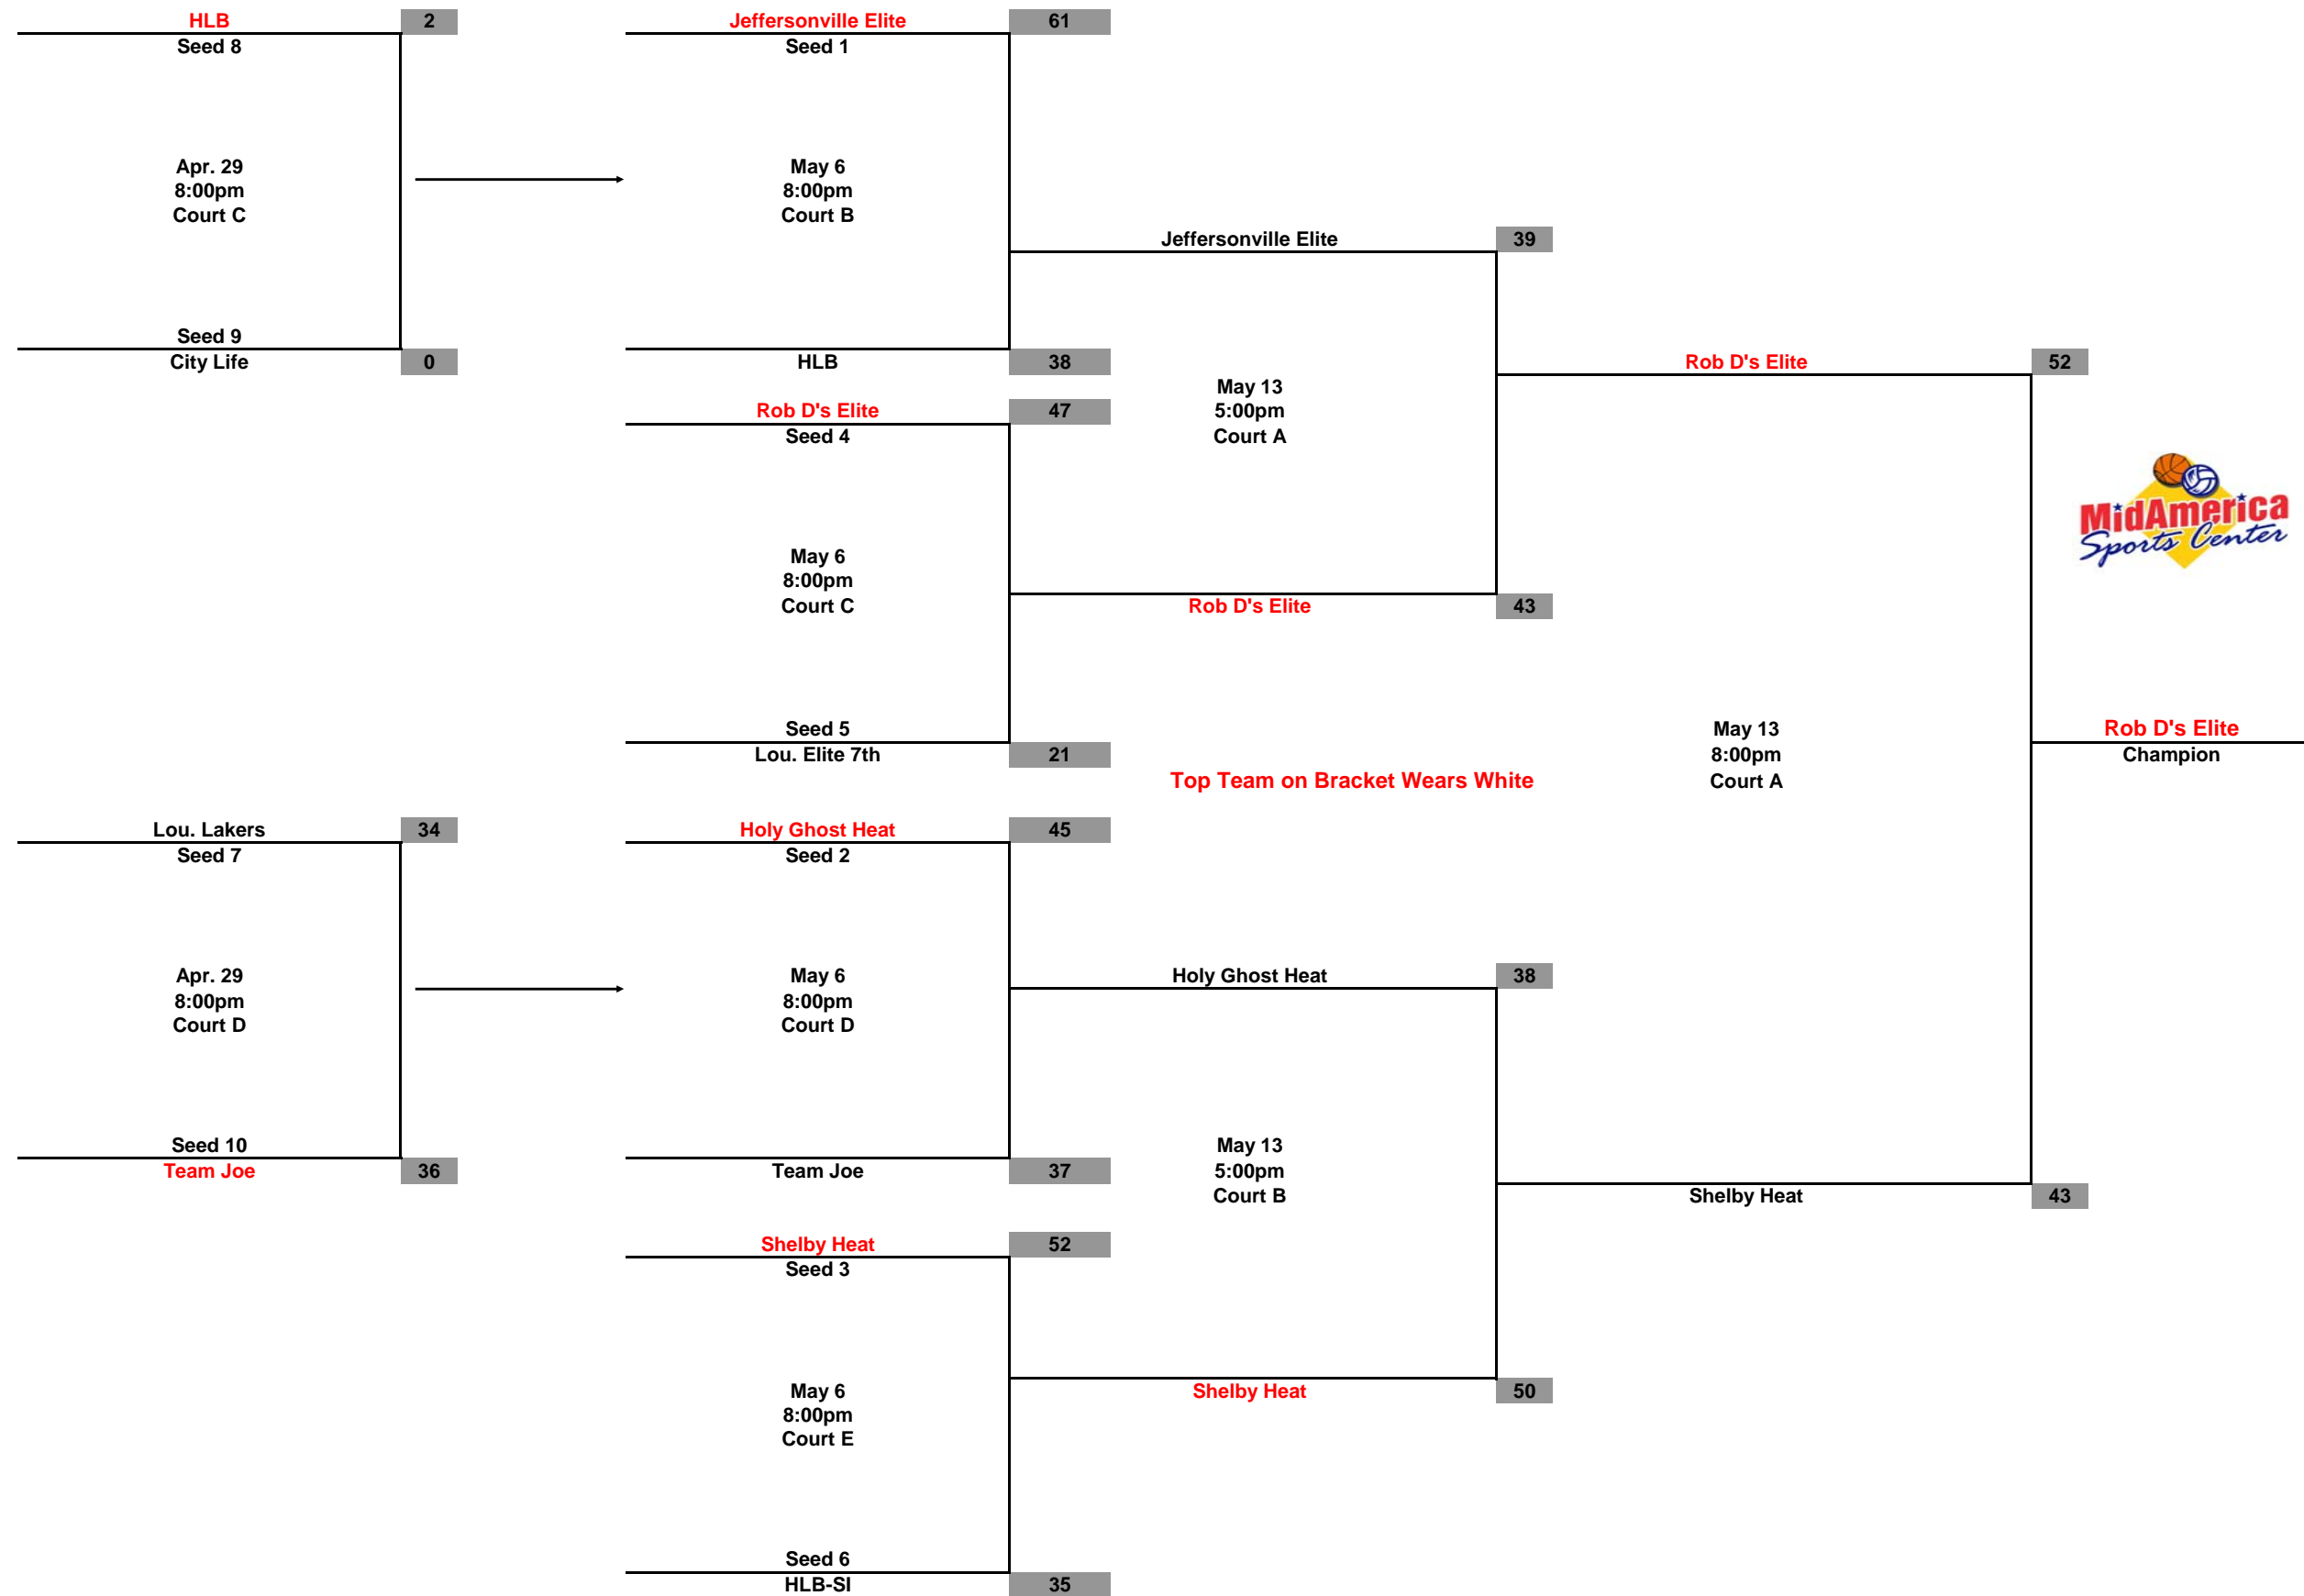 HLB 2
Seed 8
Apr. 29
8:00pm
Court C
Seed 9
City Life 0
Jeffersonville Elite 61
Seed 1
May 6
8:00pm
Court B
HLB 38
Rob D's Elite 47
Seed 4
May 6
8:00pm
Court C
Seed 5
Lou. Elite 7th 21
Lou. Lakers 34
Seed 7
Apr. 29
8:00pm
Court D
Seed 10
Team Joe 36
Holy Ghost Heat 45
Seed 2
May 6
8:00pm
Court D
Team Joe 37
Shelby Heat 52
Seed 3
May 6
8:00pm
Court E
Seed 6
HLB-SI 35
Jeffersonville Elite 39
May 13
5:00pm
Court A
Rob D's Elite 43
Top Team on Bracket Wears White
Holy Ghost Heat 38
May 13
5:00pm
Court B
Shelby Heat 50
Rob D's Elite 52
May 13
8:00pm
Court A
Shelby Heat 43
MidAmerica
Sports Center
Rob D's Elite
Champion